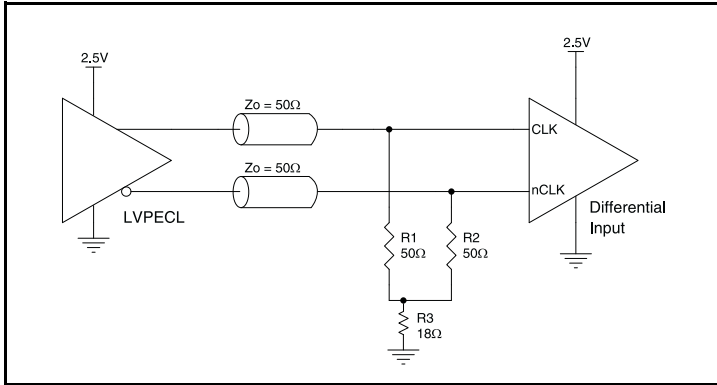 2.5V
2.5V
Zo = 50Ω
CLK
Zo = 50Ω
nCLK
LVPECL
Differential
Input
R1
50Ω
R2
50Ω
R3
18Ω